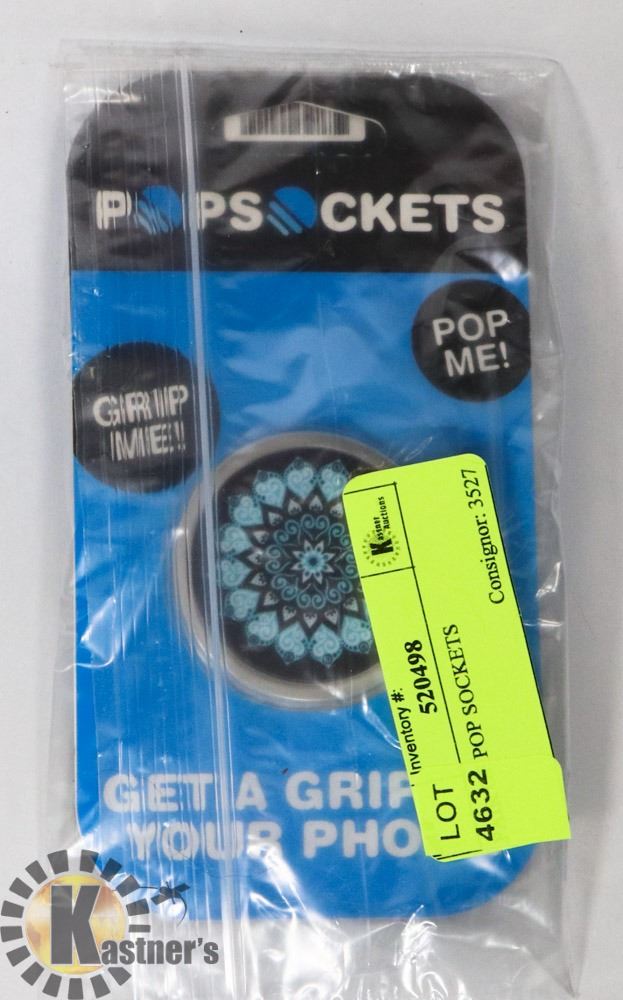 POPSOCKETS
POP
ME!
GRIP
ME!!
Kastner
Auctions
Consignor: 3527
Inventory #:
520498
POP SOCKETS
LOT
4632
GET A GRIP
YOUR PHO
Kastner's